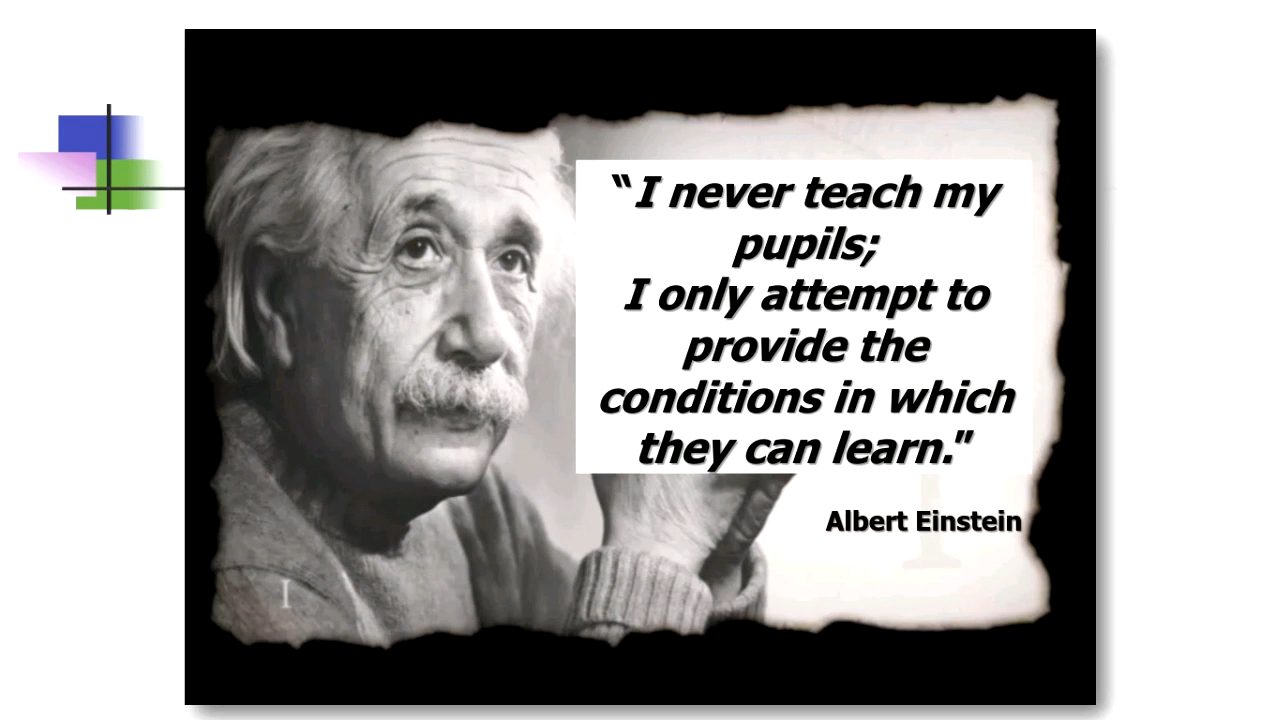 “I never teach my
pupils;
I only attempt to
provide the
conditions in which
they can learn."
Albert Einstein
I
I